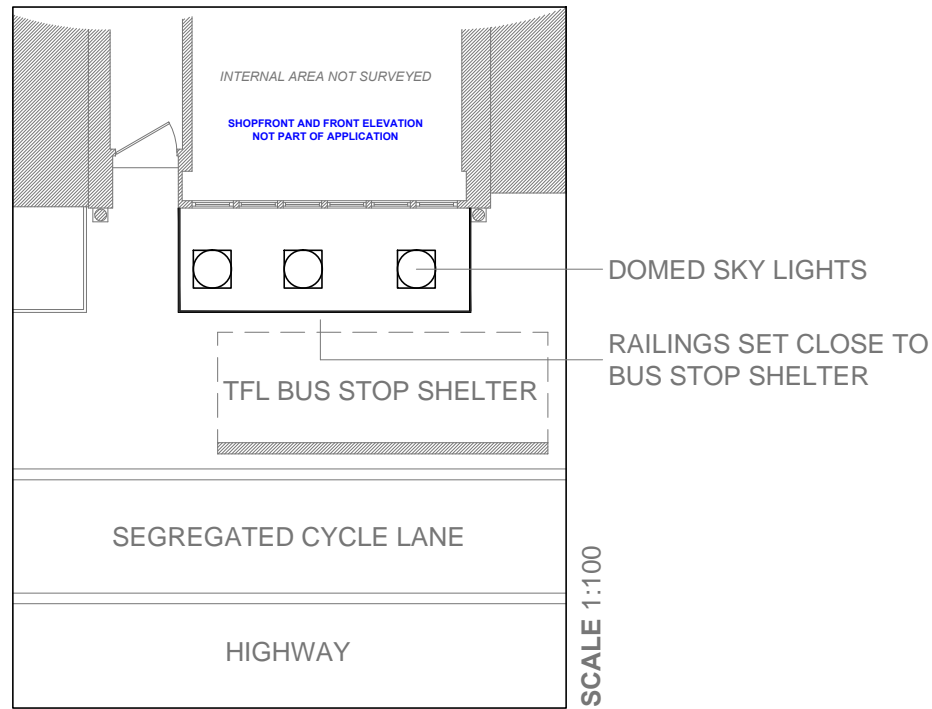 INTERNAL AREA NOT SURVEYED
SHOPFRONT AND FRONT ELEVATION
NOT PART OF APPLICATION
DOMED SKY LIGHTS
RAILINGS SET CLOSE TO
BUS STOP SHELTER
TFL BUS STOP SHELTER
SEGREGATED CYCLE LANE
HIGHWAY
SCALE 1:100